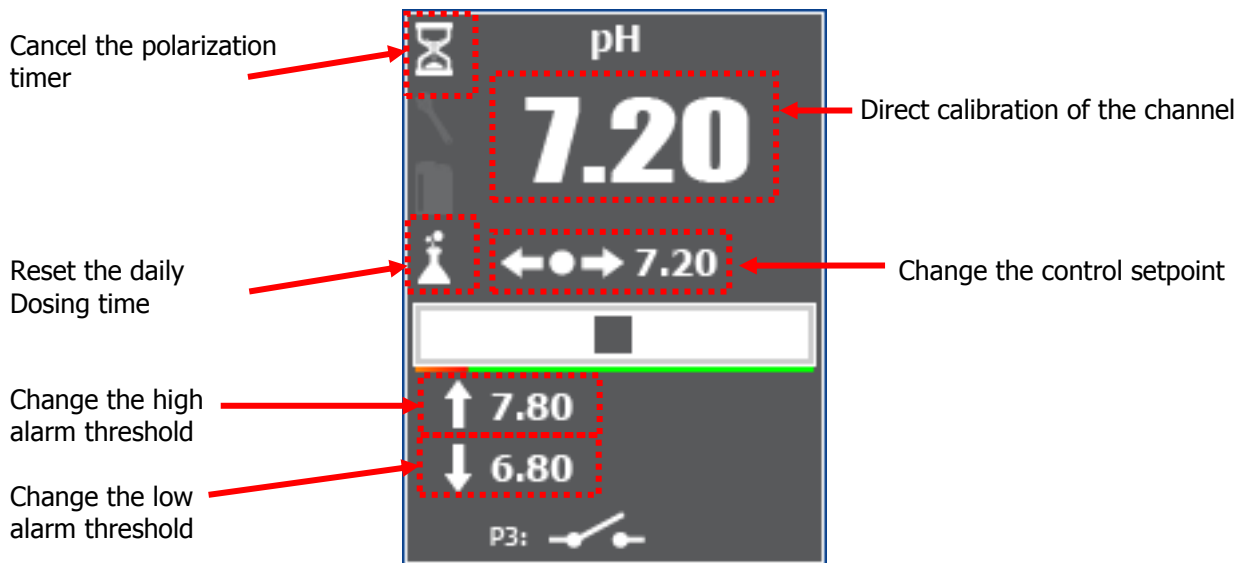 Cancel the polarization
timer
pH
7.20
Direct calibration of the channel
Reset the daily
Dosing time
7.20
Change the control setpoint
Change the high
alarm threshold
7.80
Change the low
alarm threshold
6.80
P3: